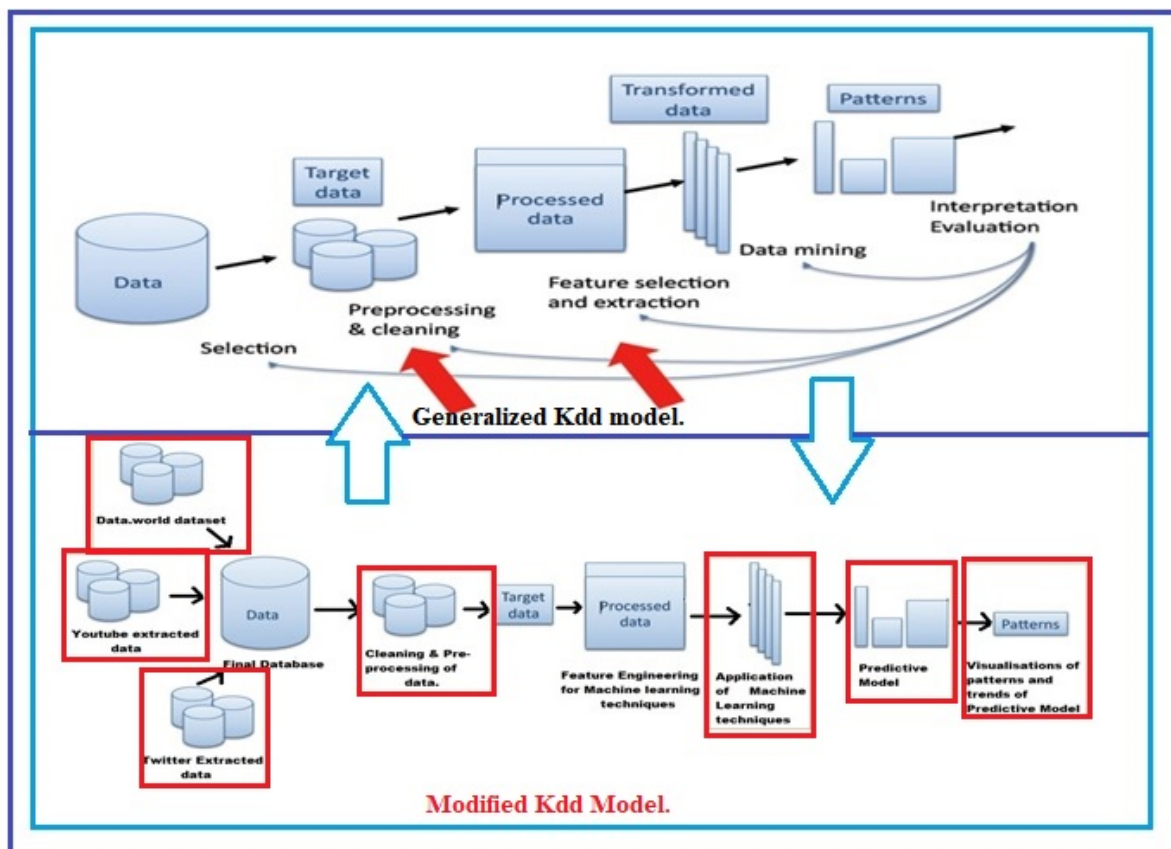 Transformed
data
Patterns
Target
data
Processed
data
Data
Interpretation
Evaluation
Data mining
Feature selection
and extraction
Preprocessing
& cleaning
Selection
Generalized Kdd model.
Data.world dataset
Youtube extracted
data
Data
Final Database
Twitter Extracted
data
Cleaning & Pre-
processing of
data.
Target
data
Processed
data
Feature Engineering
for Machine learning
techniques
Application
of Machine
Learning
techniques
Predictive
Model
Patterns
Visualisations of
patterns and
trends of
Predictive Model
Modified Kdd Model.